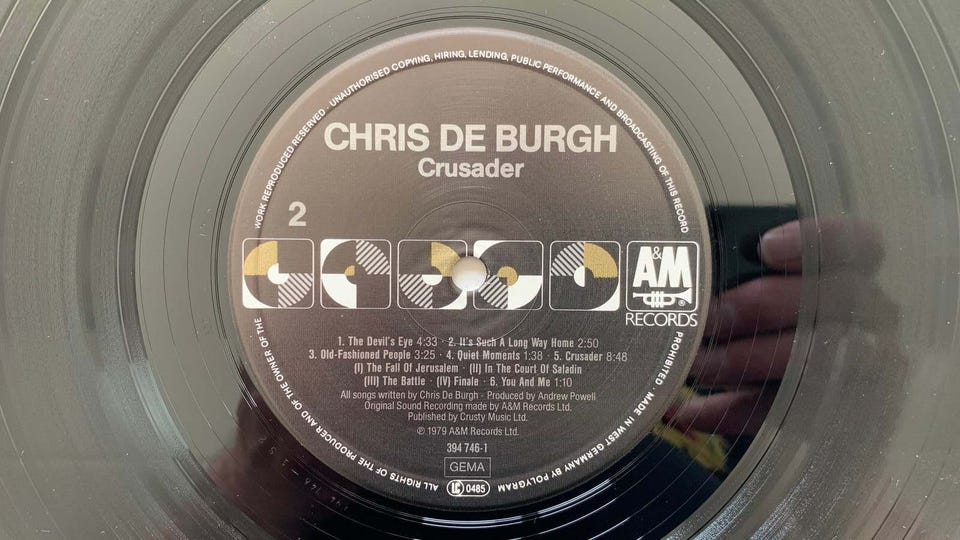 WORK REPRODUCED RESERVED · UNAUTHORISED COPYING, HIRING, LENDING, PUBLIC PERFORMANCE AND BROADCASTING OF THIS RECORD
CHRIS DE BURGH
Crusader
2
A&M
®
RECORDS
1. The Devil's Eye 4:33 · 2. It's Such A Long Way Home 2:50
3. Old-Fashioned People 3:25 · 4. Quiet Moments 1:38 · 5. Crusader 8:48
(I) The Fall Of Jerusalem · (II) In The Court Of Saladin
(III) The Battle · (IV) Finale · 6. You And Me 1:10
All songs written by Chris De Burgh · Produced by Andrew Powell
Original Sound Recording made by A&M Records Ltd.
Published by Crusty Music Ltd.
℗ 1979 A&M Records Ltd.
394 746-1
GEMA
LC 0485
ALL RIGHTS OF THE PRODUCER AND OF THE OWNER OF THE
PROHIBITED · MADE IN WEST GERMANY BY POLYGRAM